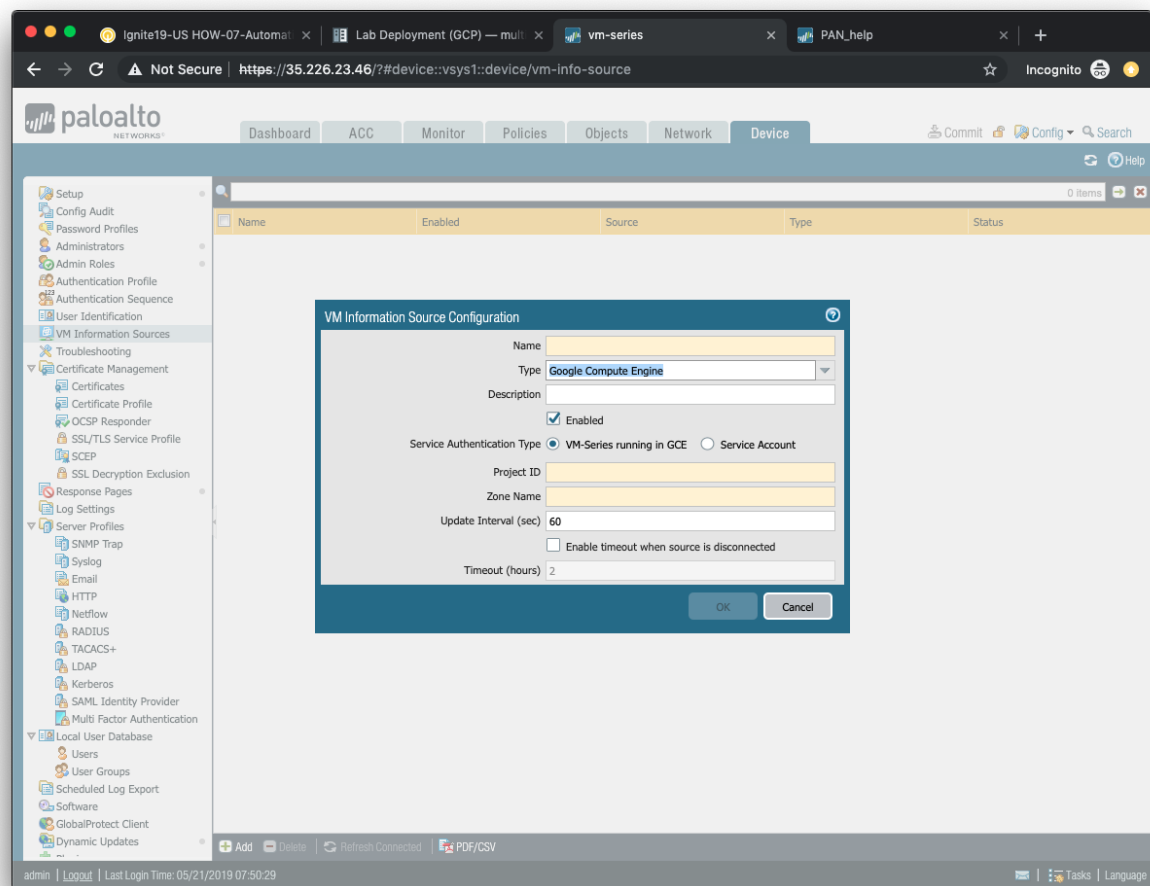 Ignite19-US HOW-07-Automat
Lab Deployment (GCP) — mult
vm-series
PAN_help
Not Secure https://35.226.23.46/?#device::vsys1::device/vm-info-source
Incognito
paloalto
NETWORKS®
Dashboard ACC Monitor Policies Objects Network Device
Commit Config Search
Help
Setup
Config Audit
Password Profiles
Administrators
Admin Roles
Authentication Profile
Authentication Sequence
User Identification
VM Information Sources
Troubleshooting
Certificate Management
Certificates
Certificate Profile
OCSP Responder
SSL/TLS Service Profile
SCEP
SSL Decryption Exclusion
Response Pages
Log Settings
Server Profiles
SNMP Trap
Syslog
Email
HTTP
Netflow
RADIUS
TACACS+
LDAP
Kerberos
SAML Identity Provider
Multi Factor Authentication
Local User Database
Users
User Groups
Scheduled Log Export
Software
GlobalProtect Client
Dynamic Updates
0 items
Name Enabled Source Type Status
VM Information Source Configuration
Name
Type Google Compute Engine
Description
Enabled
Service Authentication Type VM-Series running in GCE Service Account
Project ID
Zone Name
Update Interval (sec) 60
Enable timeout when source is disconnected
Timeout (hours) 2
OK Cancel
Add Delete Refresh Connected PDF/CSV
admin | Logout | Last Login Time: 05/21/2019 07:50:29
Tasks | Language